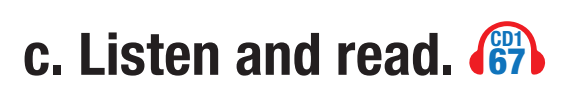 c. Listen and read. CD1 67